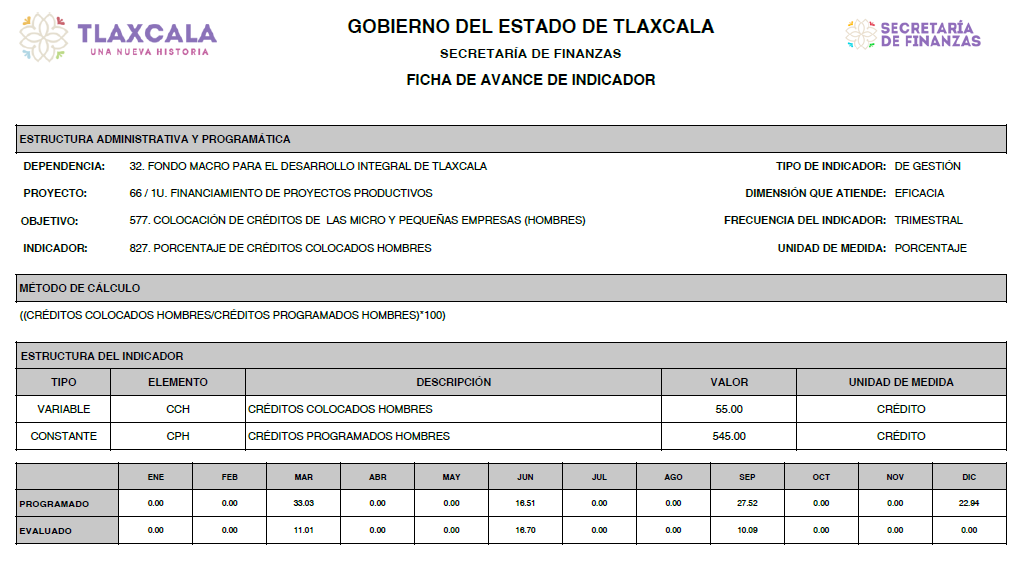 TLAXCALA
UNA NUEVA HISTORIA
GOBIERNO DEL ESTADO DE TLAXCALA
SECRETARÍA DE FINANZAS
FICHA DE AVANCE DE INDICADOR
SECRETARÍA
DE FINANZAS
ESTRUCTURA ADMINISTRATIVA Y PROGRAMÁTICA
DEPENDENCIA: 32. FONDO MACRO PARA EL DESARROLLO INTEGRAL DE TLAXCALA TIPO DE INDICADOR: DE GESTIÓN
PROYECTO: 66 / 1U. FINANCIAMIENTO DE PROYECTOS PRODUCTIVOS DIMENSIÓN QUE ATIENDE: EFICACIA
OBJETIVO: 577. COLOCACIÓN DE CRÉDITOS DE LAS MICRO Y PEQUEÑAS EMPRESAS (HOMBRES) FRECUENCIA DEL INDICADOR: TRIMESTRAL
INDICADOR: 827. PORCENTAJE DE CRÉDITOS COLOCADOS HOMBRES UNIDAD DE MEDIDA: PORCENTAJE
MÉTODO DE CÁLCULO
((CRÉDITOS COLOCADOS HOMBRES/CRÉDITOS PROGRAMADOS HOMBRES)*100)
ESTRUCTURA DEL INDICADOR
TIPO ELEMENTO DESCRIPCIÓN VALOR UNIDAD DE MEDIDA
VARIABLE CCH CRÉDITOS COLOCADOS HOMBRES 55.00 CRÉDITO
CONSTANTE CPH CRÉDITOS PROGRAMADOS HOMBRES 545.00 CRÉDITO
ENE FEB MAR ABR MAY JUN JUL AGO SEP OCT NOV DIC
PROGRAMADO 0.00 0.00 33.03 0.00 0.00 16.51 0.00 0.00 27.52 0.00 0.00 22.94
EVALUADO 0.00 0.00 11.01 0.00 0.00 16.70 0.00 0.00 10.09 0.00 0.00 0.00